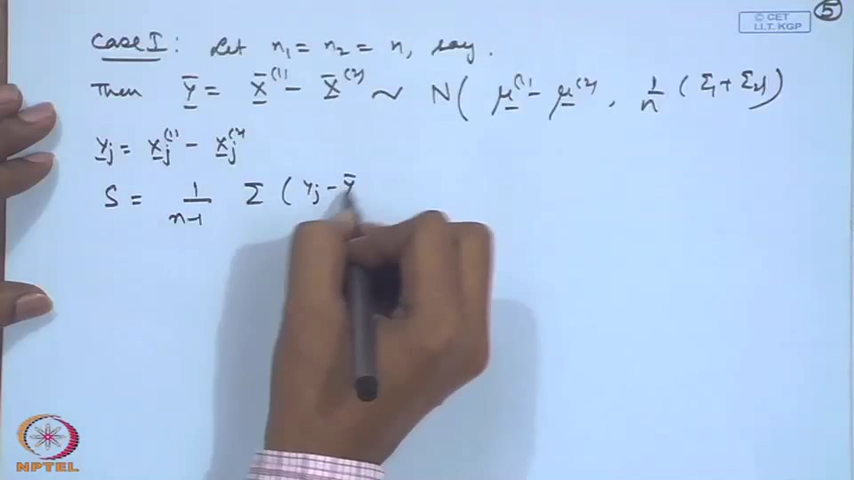 © CET
I.I.T. KGP
5
Case I : Let n₁ = n₂ = n, say.
Then Ȳ = X̄⁽¹⁾ - X̄⁽²⁾ ~ N( μ⁽¹⁾ - μ⁽²⁾, 1/n (Σ₁ + Σ₂))
Yj = Xj⁽¹⁾ - Xj⁽²⁾
S = 1/n-1 Σ ( Yj - Ȳ
NPTEL